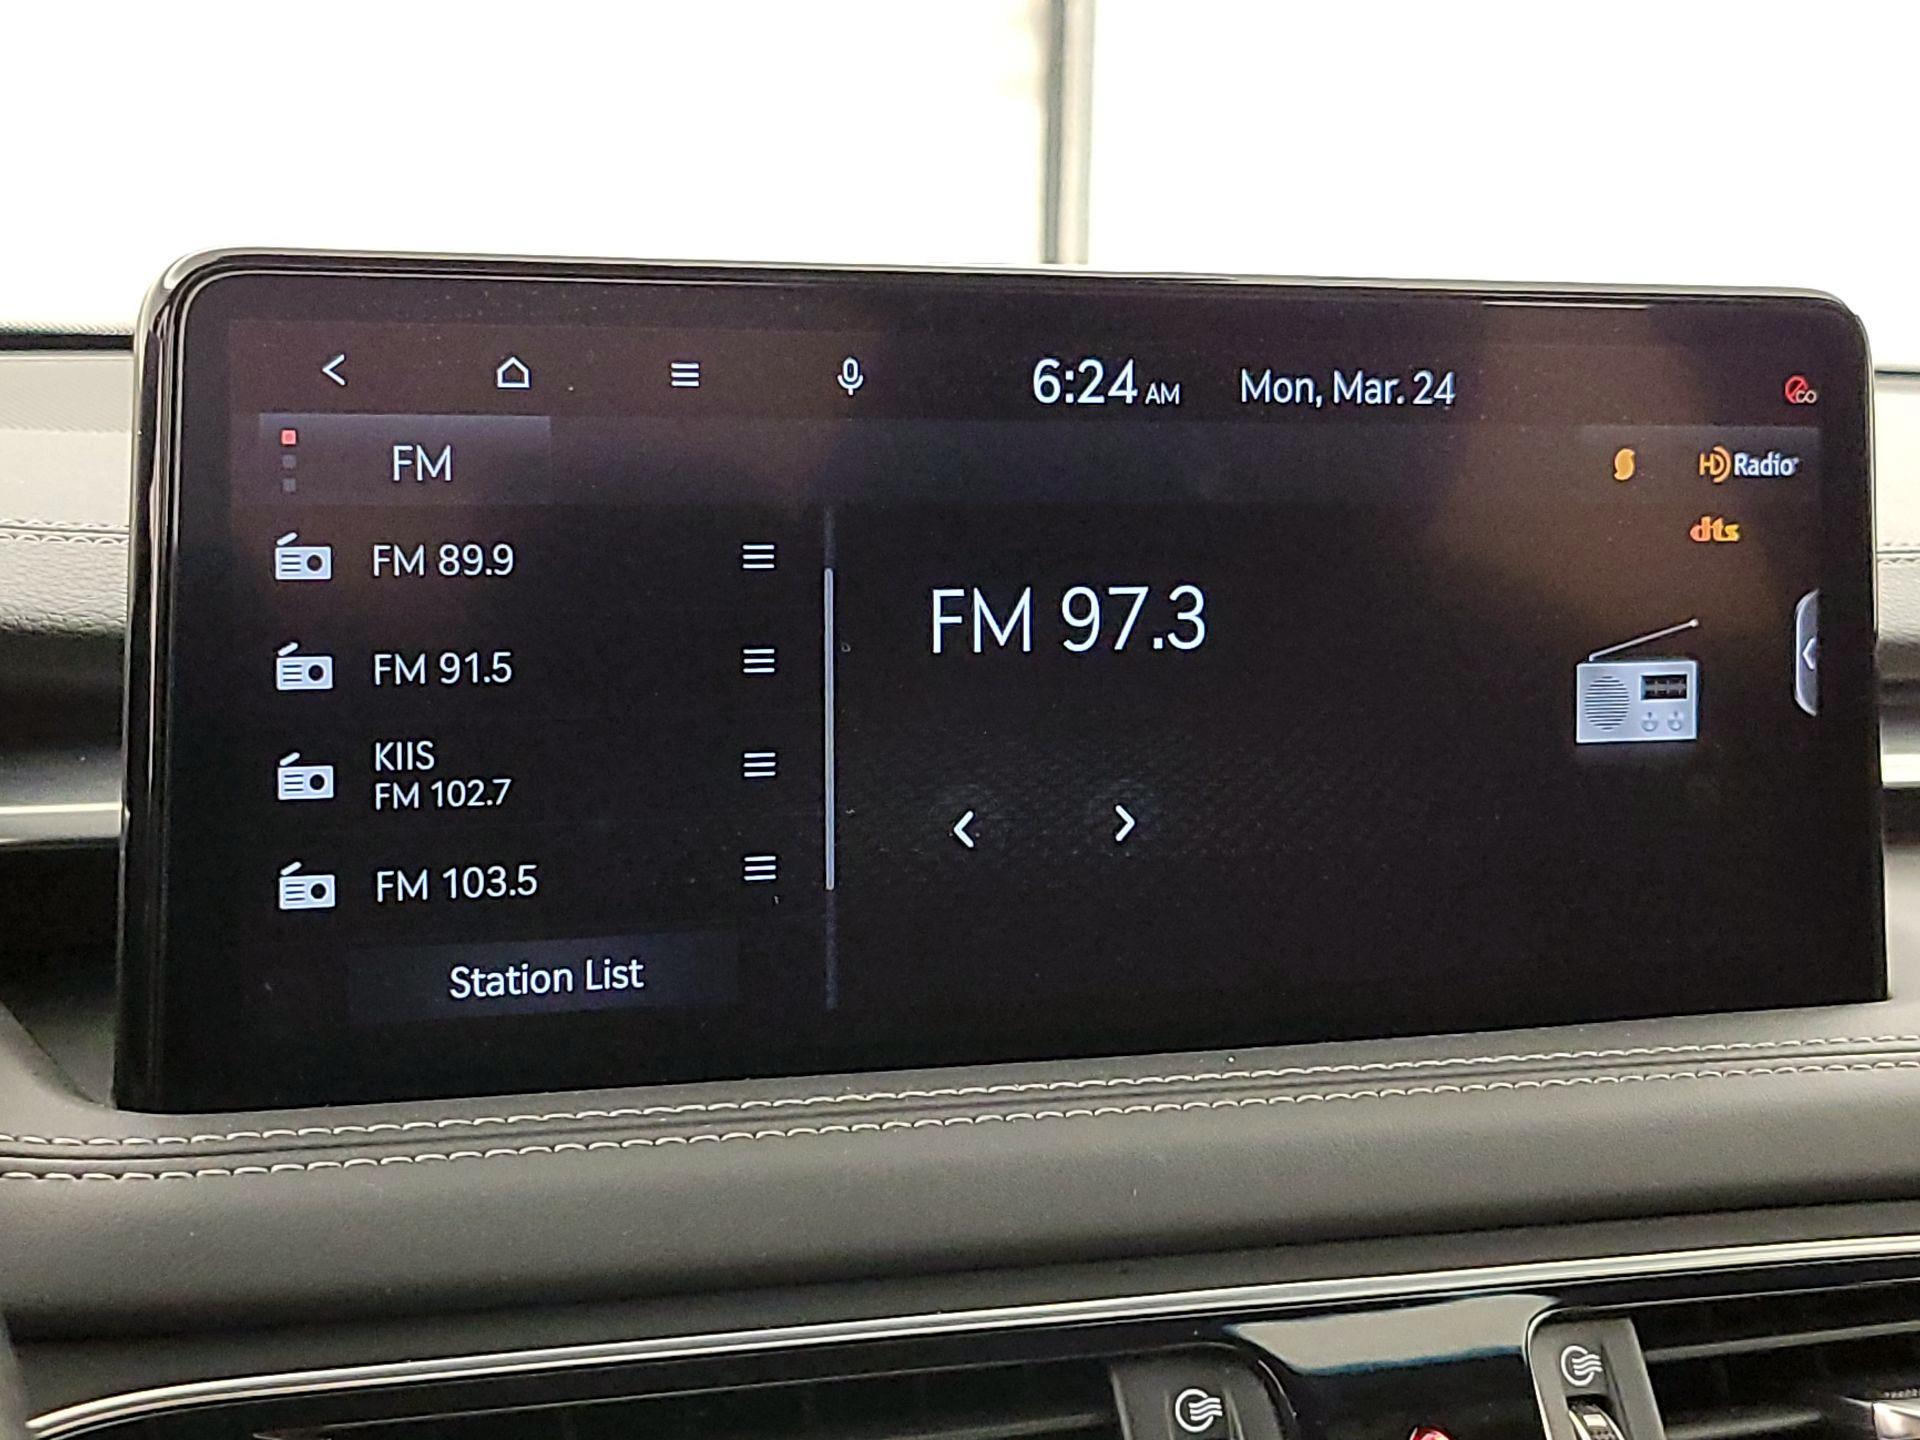 6:24 AM Mon, Mar. 24
FM
HD Radio
dts
FM 89.9
FM 91.5
KIIS
FM 102.7
FM 103.5
Station List
FM 97.3